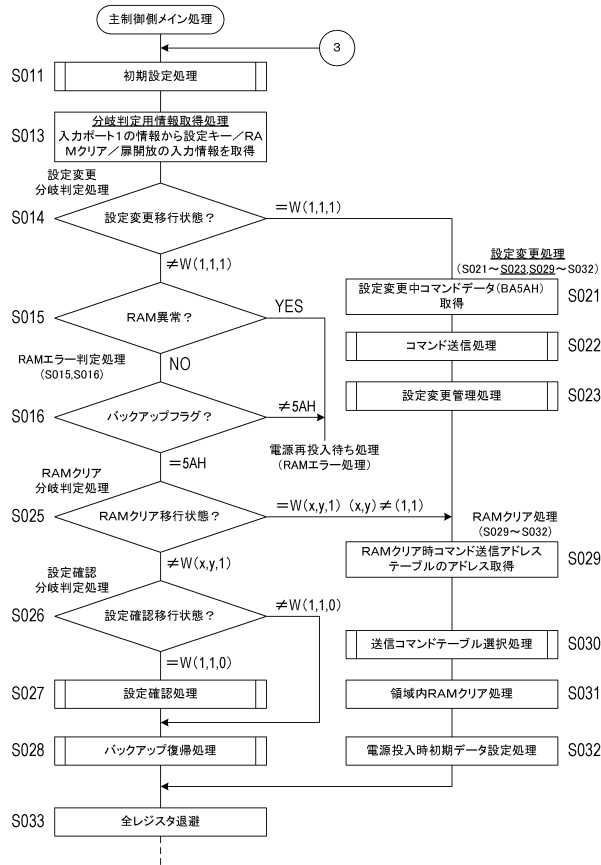 主制御側メイン処理
3
S011
初期設定処理
S013
分岐判定用情報取得処理
入力ポート1の情報から設定キー／RA
Mクリア／扉開放の入力情報を取得
設定変更
分岐判定処理
S014
設定変更移行状態？
＝W(1,1,1)
≠W(1,1,1)
設定変更処理
(S021～S023,S029～S032)
設定変更中コマンドデータ(BA5AH)
取得
S021
S015
RAM異常？
YES
NO
コマンド送信処理
S022
RAMエラー判定処理
(S015,S016)
設定変更管理処理
S023
S016
バックアップフラグ？
≠5AH
＝5AH
電源再投入待ち処理
(RAMエラー処理)
RAMクリア
分岐判定処理
S025
RAMクリア移行状態？
＝W(x,y,1) (x,y)≠(1,1)
≠W(x,y,1)
RAMクリア処理
(S029～S032)
RAMクリア時コマンド送信アドレス
テーブルのアドレス取得
S029
設定確認
分岐判定処理
S026
設定確認移行状態？
≠W(1,1,0)
＝W(1,1,0)
送信コマンドテーブル選択処理
S030
S027
設定確認処理
領域内RAMクリア処理
S031
S028
バックアップ復帰処理
電源投入時初期データ設定処理
S032
S033
全レジスタ退避